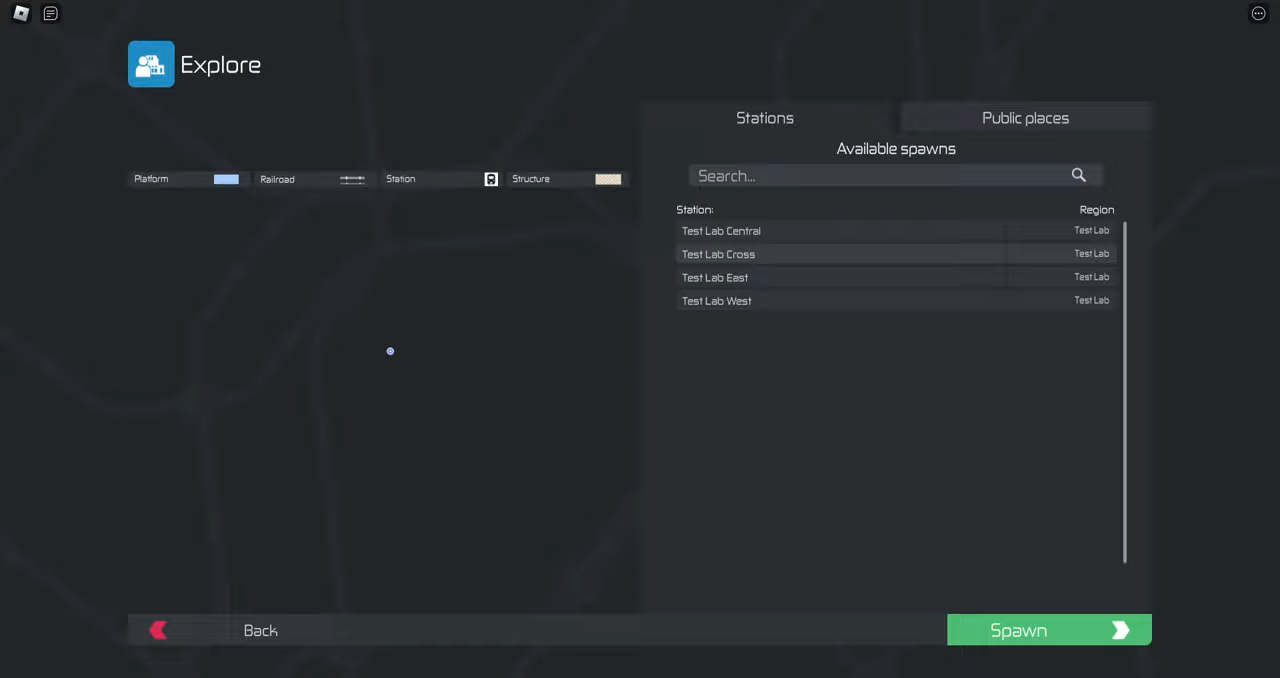 Explore
Stations Public places
Available spawns
Platform Railroad Station Structure
Search...
Station: Region
Test Lab Central Test Lab
Test Lab Cross Test Lab
Test Lab East Test Lab
Test Lab West Test Lab
Back Spawn